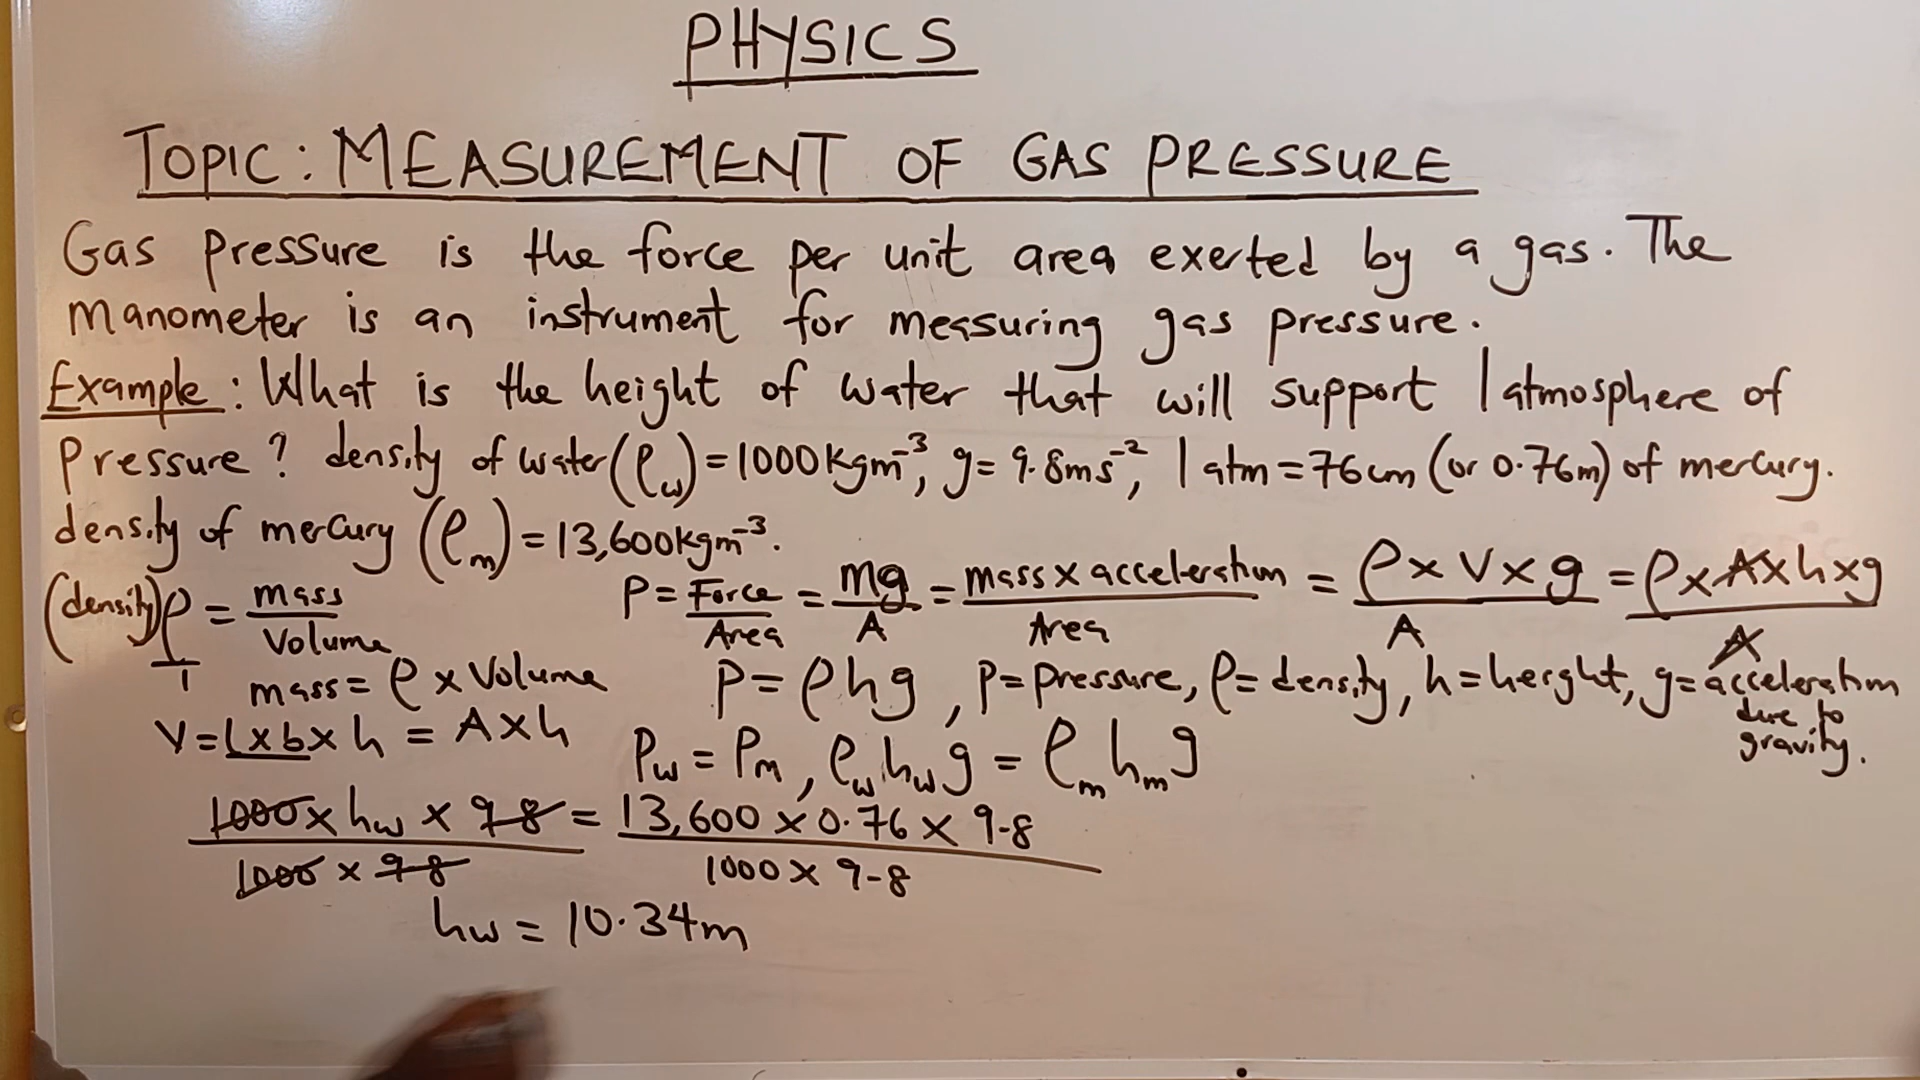 PHYSICS
TOPIC: MEASUREMENT OF GAS PRESSURE
Gas pressure is the force per unit area exerted by a gas. The
manometer is an instrument for measuring gas pressure.
Example: What is the height of water that will support 1 atmosphere of
pressure? density of water (ρw) = 1000kgm⁻³, g = 9.8ms⁻², 1 atm = 76cm (or 0.76m) of mercury.
density of mercury (ρm) = 13,600kgm⁻³.
(density) ρ/1 = mass/Volume
P = Force/Area = mg/A = mass x acceleration/Area = ρ x V x g/A = ρ x A x h x g/A
mass = ρ x Volume
P = ρhg, P = pressure, ρ = density, h = height, g = acceleration due to gravity.
V = l x b x h = A x h
Pw = Pm, ρw hw g = ρm hm g
1000 x hw x 9.8/1000 x 9.8 = 13,600 x 0.76 x 9.8/1000 x 9.8
hw = 10.34m